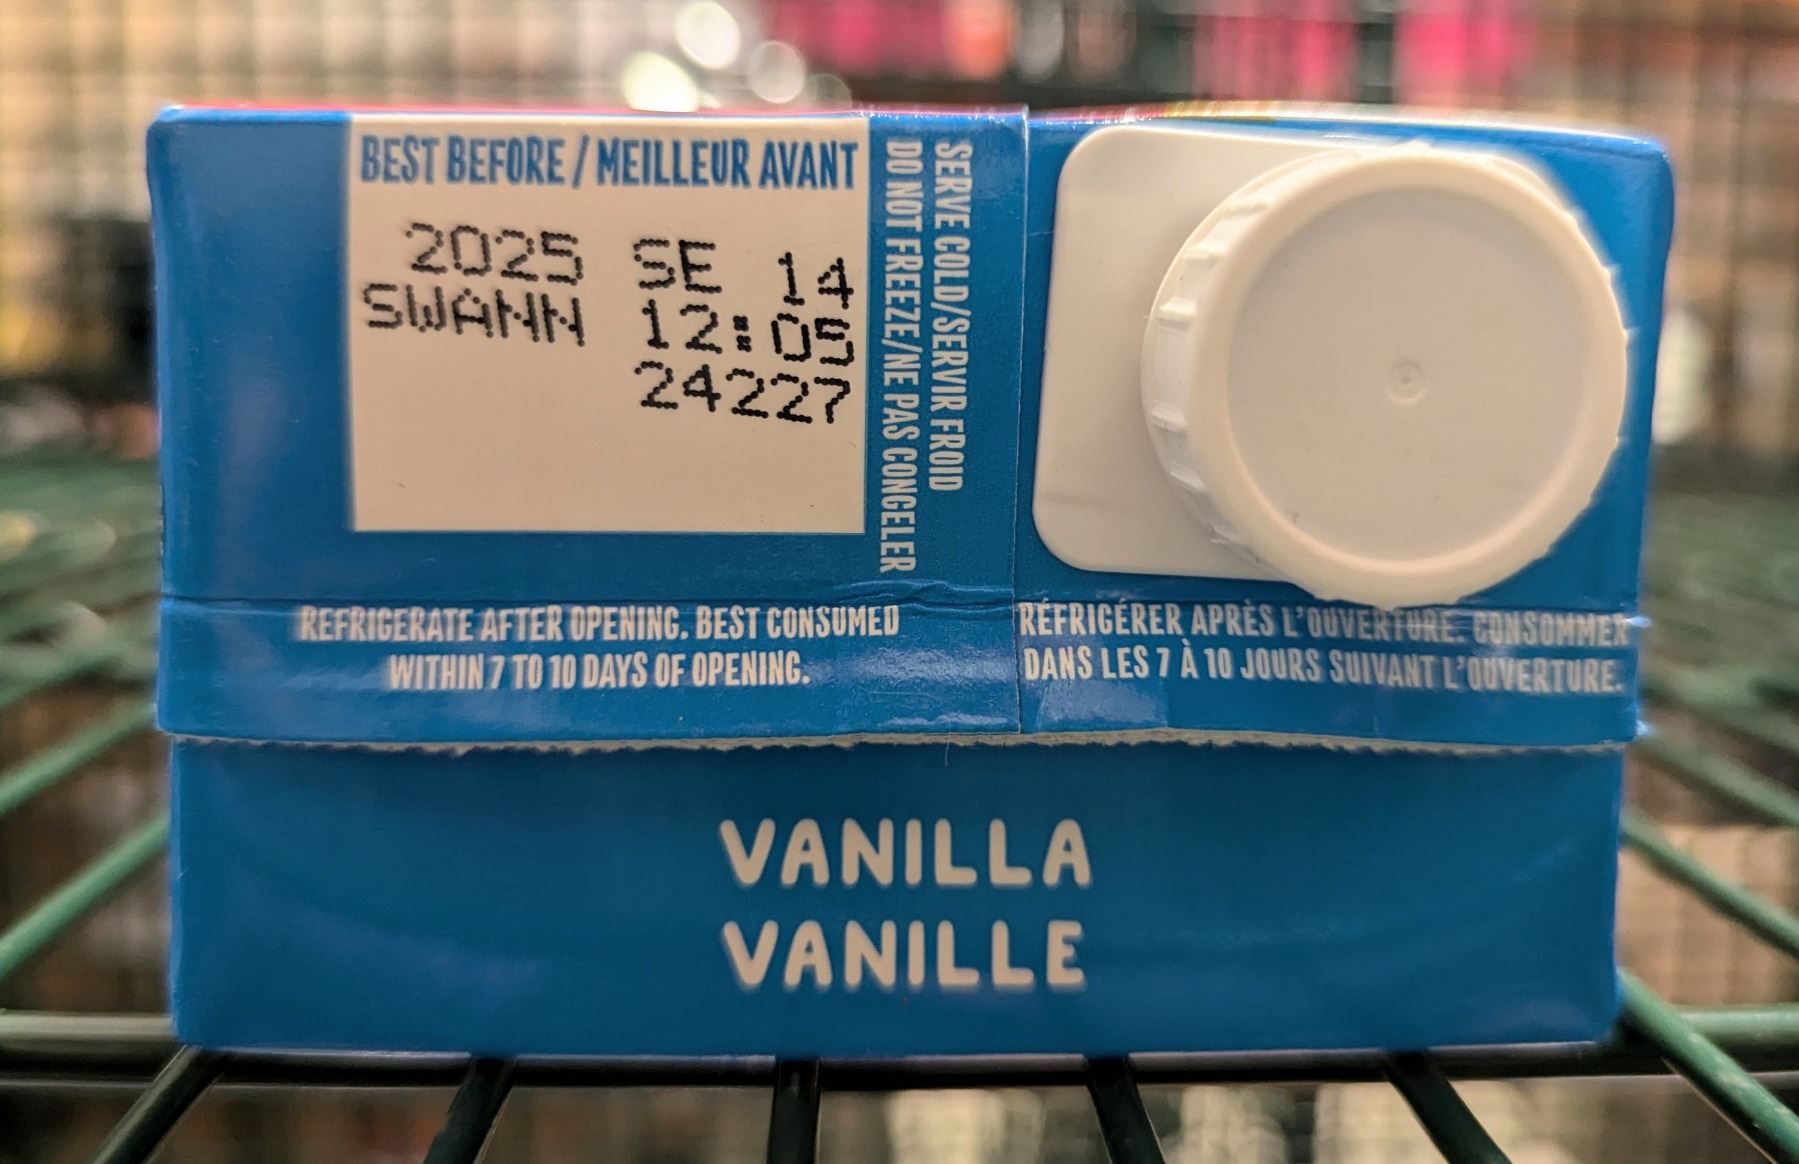 BEST BEFORE / MEILLEUR AVANT
2025 SE 14
SWANN 12:05
24227
SERVE COLD/SERVIR FROID
DO NOT FREEZE/NE PAS CONGELER
REFRIGERATE AFTER OPENING. BEST CONSUMED
WITHIN 7 TO 10 DAYS OF OPENING.
RÉFRIGÉRER APRÈS L'OUVERTURE. CONSOMMER
DANS LES 7 À 10 JOURS SUIVANT L'OUVERTURE.
VANILLA
VANILLE